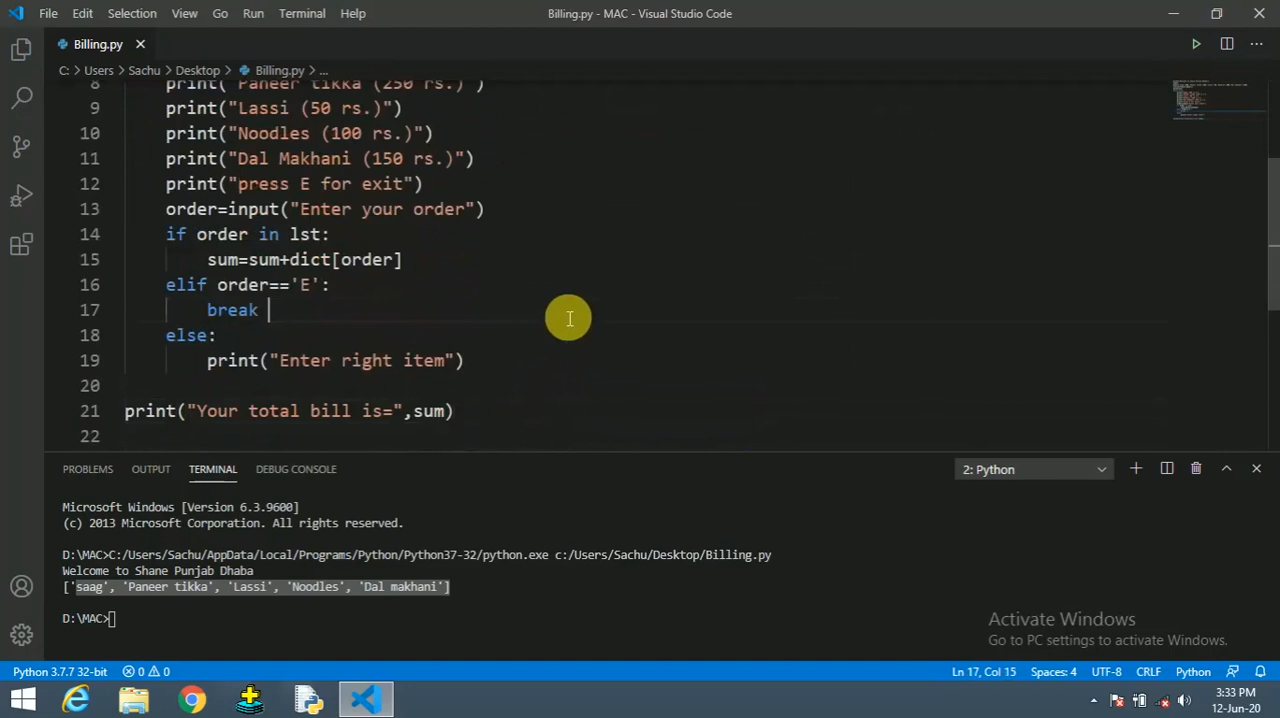 File Edit Selection View Go Run Terminal Help Billing.py - MAC - Visual Studio Code
Billing.py
C: > Users > Sachu > Desktop > Billing.py > ...
8 print("Paneer tikka (250 rs.)")
9 print("Lassi (50 rs.)")
10 print("Noodles (100 rs.)")
11 print("Dal Makhani (150 rs.)")
12 print("press E for exit")
13 order=input("Enter your order")
14 if order in lst:
15 sum=sum+dict[order]
16 elif order=='E':
17 break
18 else:
19 print("Enter right item")
20
21 print("Your total bill is=",sum)
22
PROBLEMS OUTPUT TERMINAL DEBUG CONSOLE 2: Python
Microsoft Windows [Version 6.3.9600]
(c) 2013 Microsoft Corporation. All rights reserved.
D:\MAC>C:/Users/Sachu/AppData/Local/Programs/Python/Python37-32/python.exe c:/Users/Sachu/Desktop/Billing.py
Welcome to Shane Punjab Dhaba
['saag', 'Paneer tikka', 'Lassi', 'Noodles', 'Dal makhani']
D:\MAC>
Activate Windows
Go to PC settings to activate Windows.
Python 3.7.7 32-bit 0 0 Ln 17, Col 15 Spaces: 4 UTF-8 CRLF Python
3:33 PM
12-Jun-20